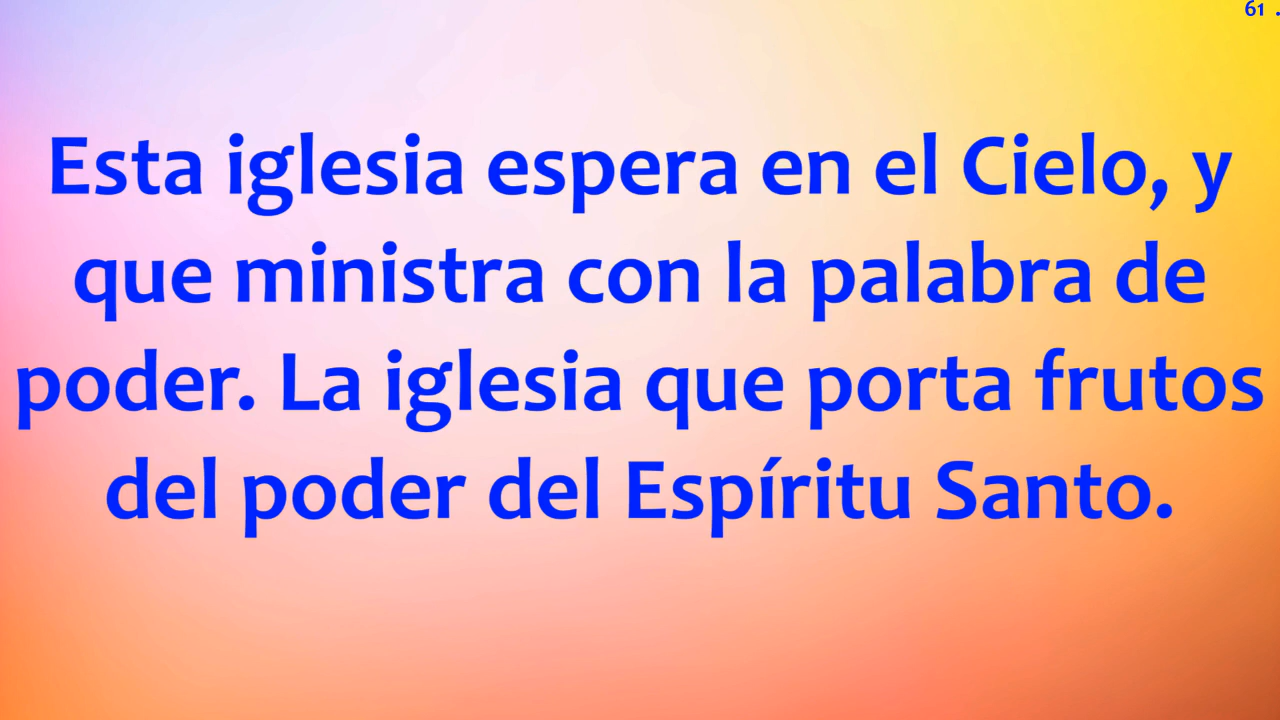 61 .
Esta iglesia espera en el Cielo, y
que ministra con la palabra de
poder. La iglesia que porta frutos
del poder del Espíritu Santo.